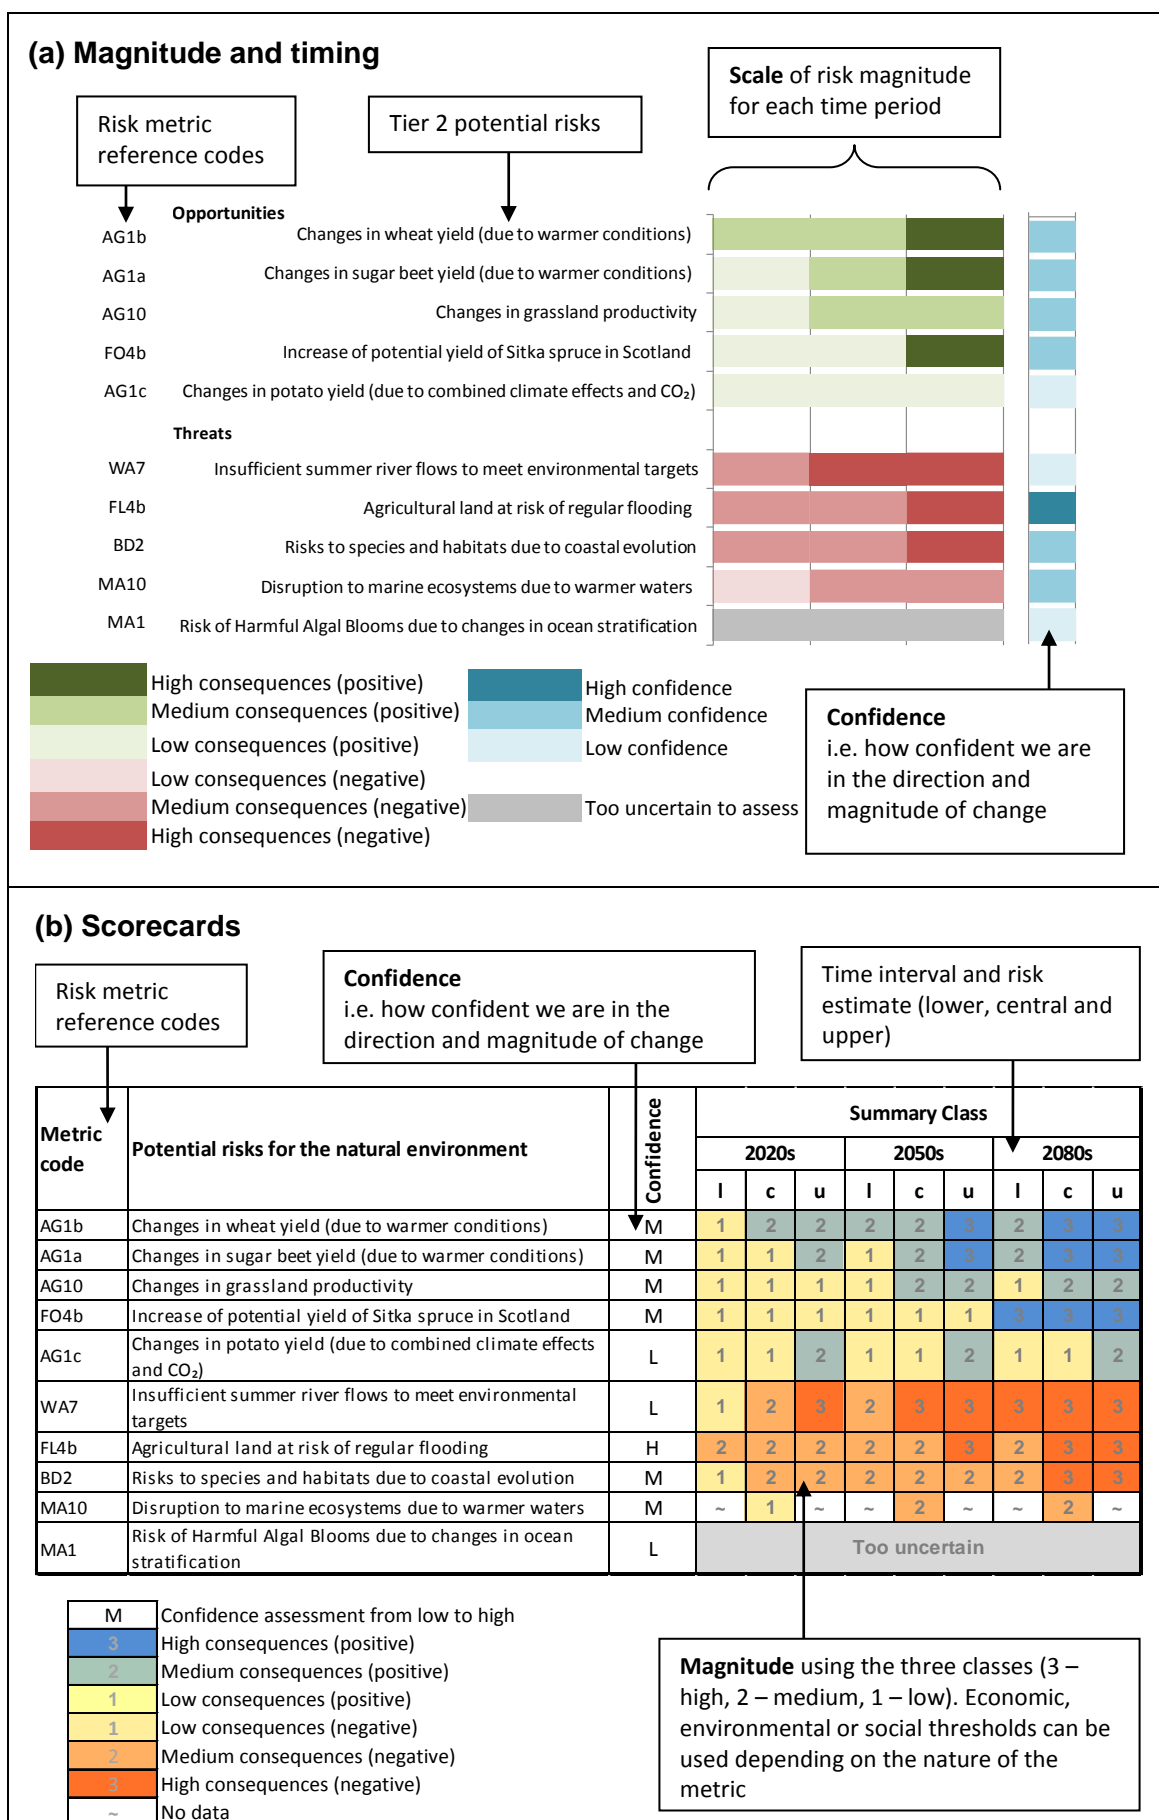 (a) Magnitude and timing
Risk metric
reference codes
Tier 2 potential risks
Scale of risk magnitude
for each time period
Opportunities
AG1b Changes in wheat yield (due to warmer conditions)
AG1a Changes in sugar beet yield (due to warmer conditions)
AG10 Changes in grassland productivity
FO4b Increase of potential yield of Sitka spruce in Scotland
AG1c Changes in potato yield (due to combined climate effects and CO₂)
Threats
WA7 Insufficient summer river flows to meet environmental targets
FL4b Agricultural land at risk of regular flooding
BD2 Risks to species and habitats due to coastal evolution
MA10 Disruption to marine ecosystems due to warmer waters
MA1 Risk of Harmful Algal Blooms due to changes in ocean stratification
High consequences (positive)
Medium consequences (positive)
Low consequences (positive)
Low consequences (negative)
Medium consequences (negative)
High consequences (negative)
High confidence
Medium confidence
Low confidence
Too uncertain to assess
Confidence
i.e. how confident we are
in the direction and
magnitude of change
(b) Scorecards
Risk metric
reference codes
Confidence
i.e. how confident we are in the
direction and magnitude of change
Time interval and risk
estimate (lower, central and
upper)
Metric
code
Potential risks for the natural environment
Confidence
Summary Class
2020s 2050s 2080s
l c u l c u l c u
AG1b Changes in wheat yield (due to warmer conditions) M 1 2 2 2 2 3 2 3 3
AG1a Changes in sugar beet yield (due to warmer conditions) M 1 1 2 1 2 3 2 3 3
AG10 Changes in grassland productivity M 1 1 1 1 2 2 1 2 2
FO4b Increase of potential yield of Sitka spruce in Scotland M 1 1 1 1 1 1 3 3 3
AG1c Changes in potato yield (due to combined climate effects
and CO₂) L 1 1 2 1 1 2 1 1 2
WA7 Insufficient summer river flows to meet environmental
targets L 1 2 3 2 3 3 3 3 3
FL4b Agricultural land at risk of regular flooding H 2 2 2 2 2 3 2 3 3
BD2 Risks to species and habitats due to coastal evolution M 1 2 2 2 2 2 2 3 3
MA10 Disruption to marine ecosystems due to warmer waters M ~ 1 ~ ~ 2 ~ ~ 2 ~
MA1 Risk of Harmful Algal Blooms due to changes in ocean
stratification L Too uncertain
M Confidence assessment from low to high
3 High consequences (positive)
2 Medium consequences (positive)
1 Low consequences (positive)
1 Low consequences (negative)
2 Medium consequences (negative)
3 High consequences (negative)
~ No data
Magnitude using the three classes (3 –
high, 2 – medium, 1 – low). Economic,
environmental or social thresholds can be
used depending on the nature of the
metric